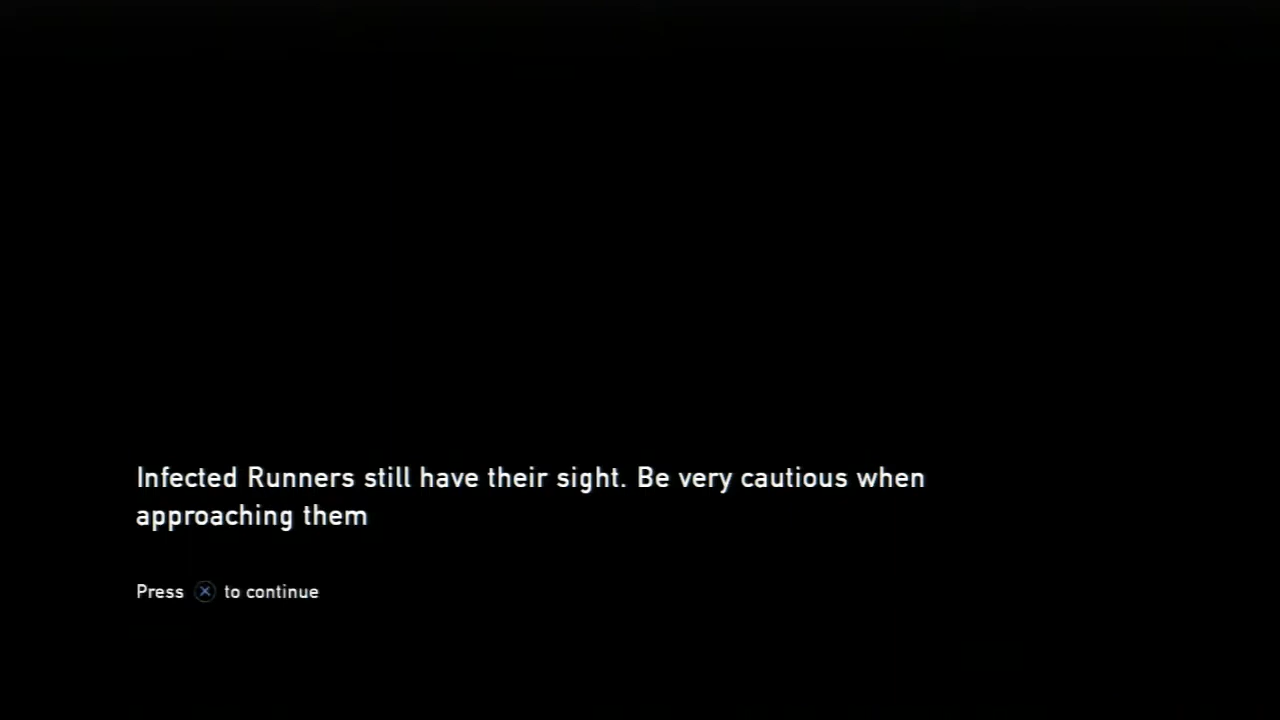 Infected Runners still have their sight. Be very cautious when
approaching them
Press ⓧ to continue